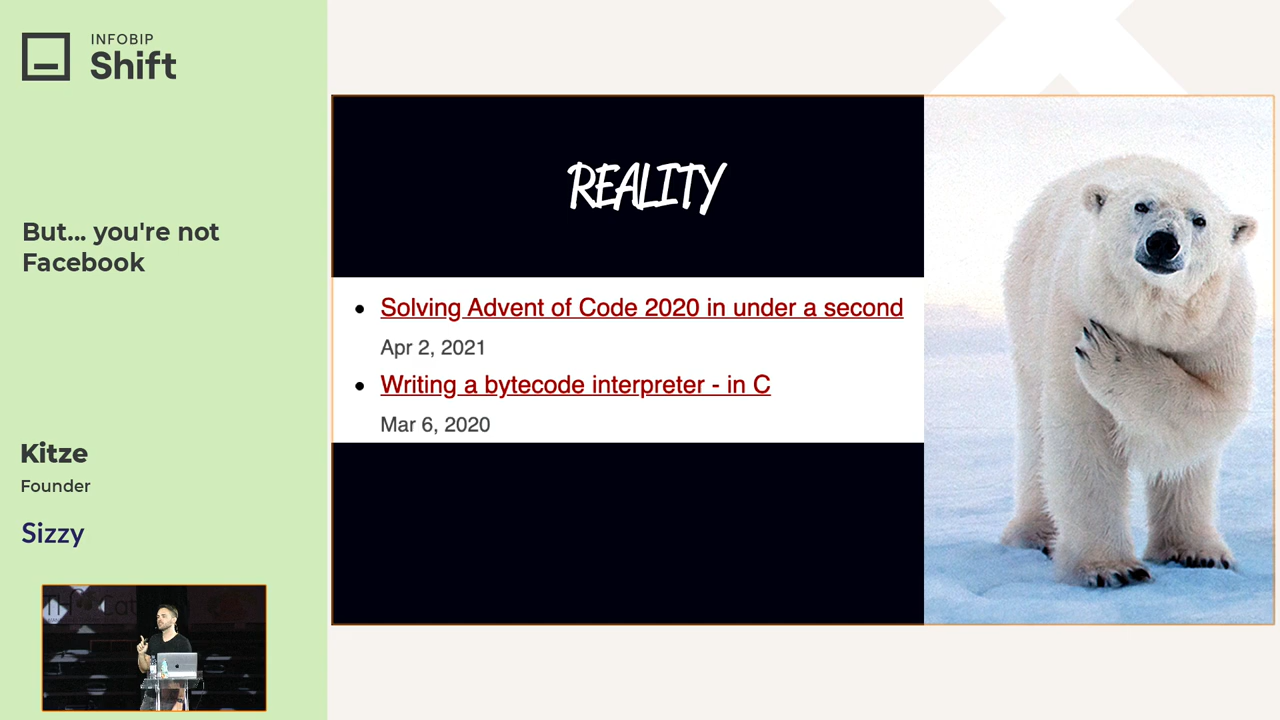 INFOBIP
Shift
But... you're not
Facebook
Kitze
Founder
Sizzy
REALITY
Solving Advent of Code 2020 in under a second
Apr 2, 2021
Writing a bytecode interpreter - in C
Mar 6, 2020